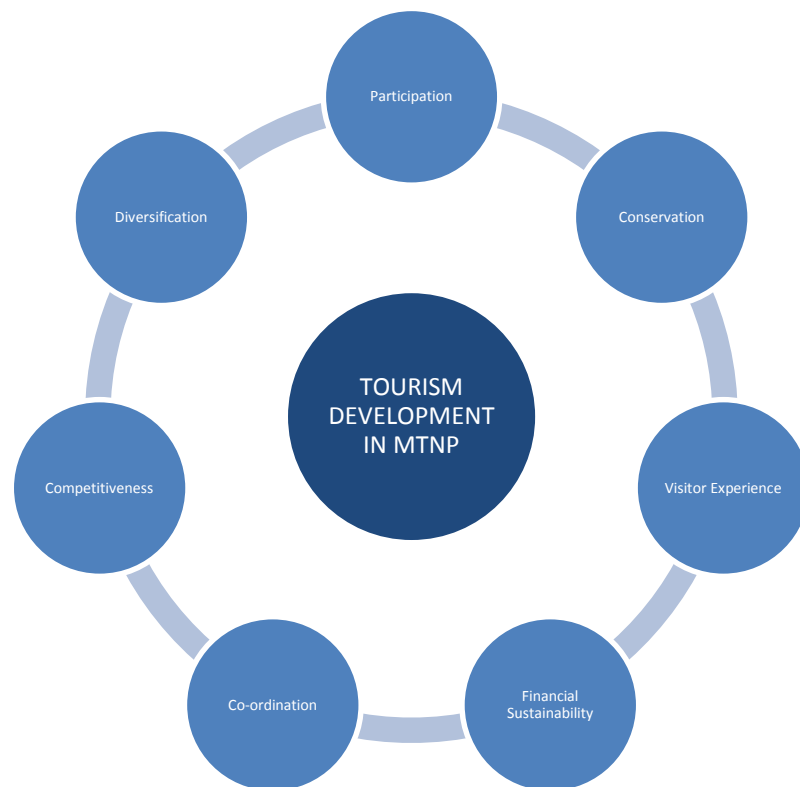 Participation
Diversification
Conservation
TOURISM
DEVELOPMENT
IN MTNP
Competitiveness
Visitor Experience
Co-ordination
Financial
Sustainability